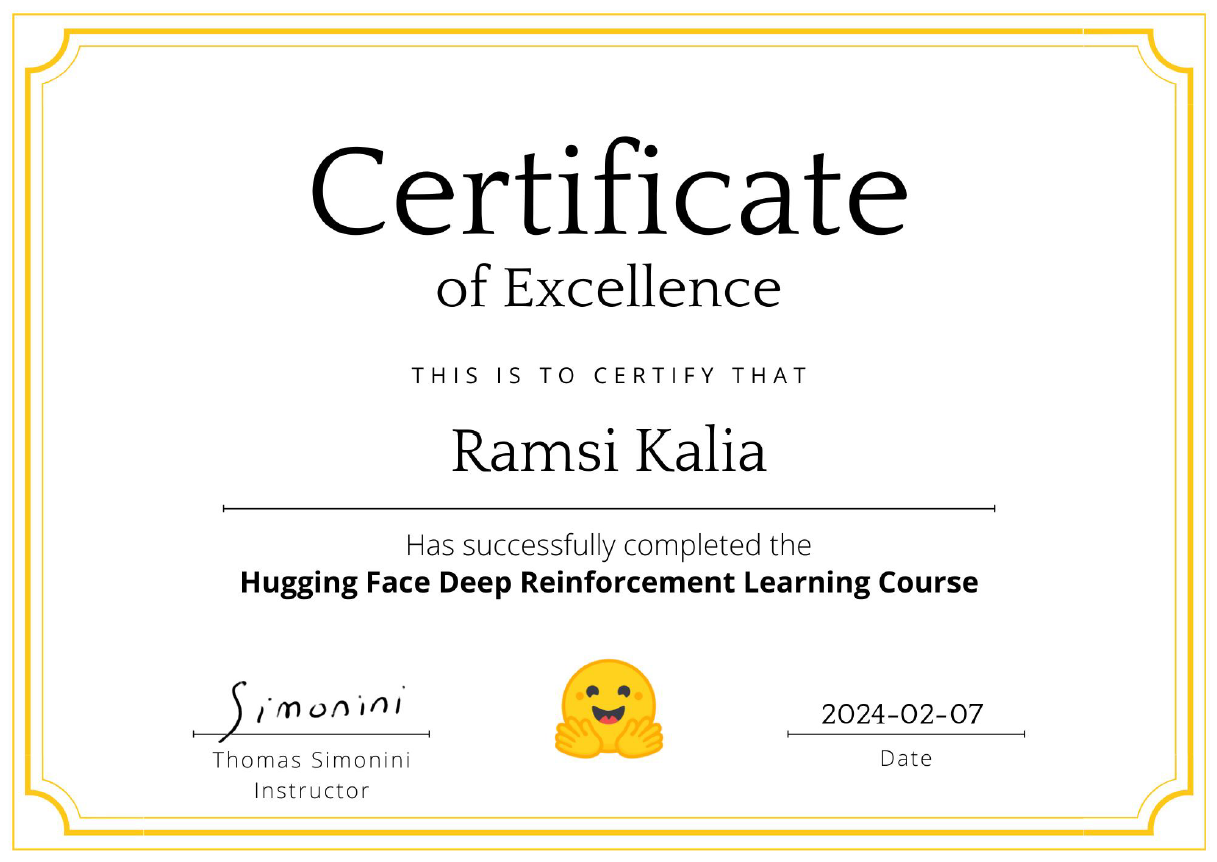 Certificate
of Excellence
THIS IS TO CERTIFY THAT
Ramsi Kalia
Has successfully completed the
Hugging Face Deep Reinforcement Learning Course
Simonini
Thomas Simonini
Instructor
2024-02-07
Date